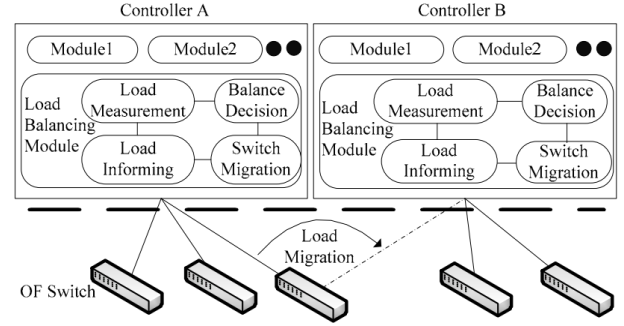 Controller A
Controller B
Module1
Module2
Module1
Module2
Load Balancing Module
Load Measurement
Balance Decision
Load Informing
Switch Migration
Load Balancing Module
Load Measurement
Balance Decision
Load Informing
Switch Migration
Load Migration
OF Switch